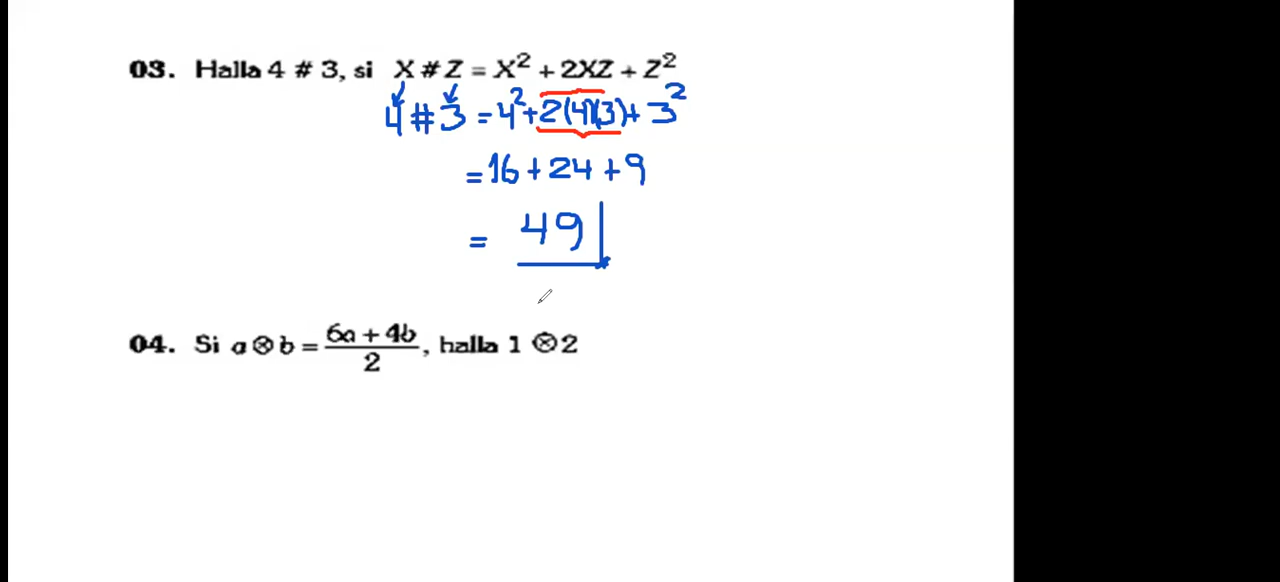 03. Halla 4 # 3, si X # Z = X² + 2XZ + Z²
4 # 3 = 4² + 2(4)(3) + 3²
= 16 + 24 + 9
= 49
04. Si a ⊗ b = (6a + 4b)/2, halla 1 ⊗ 2